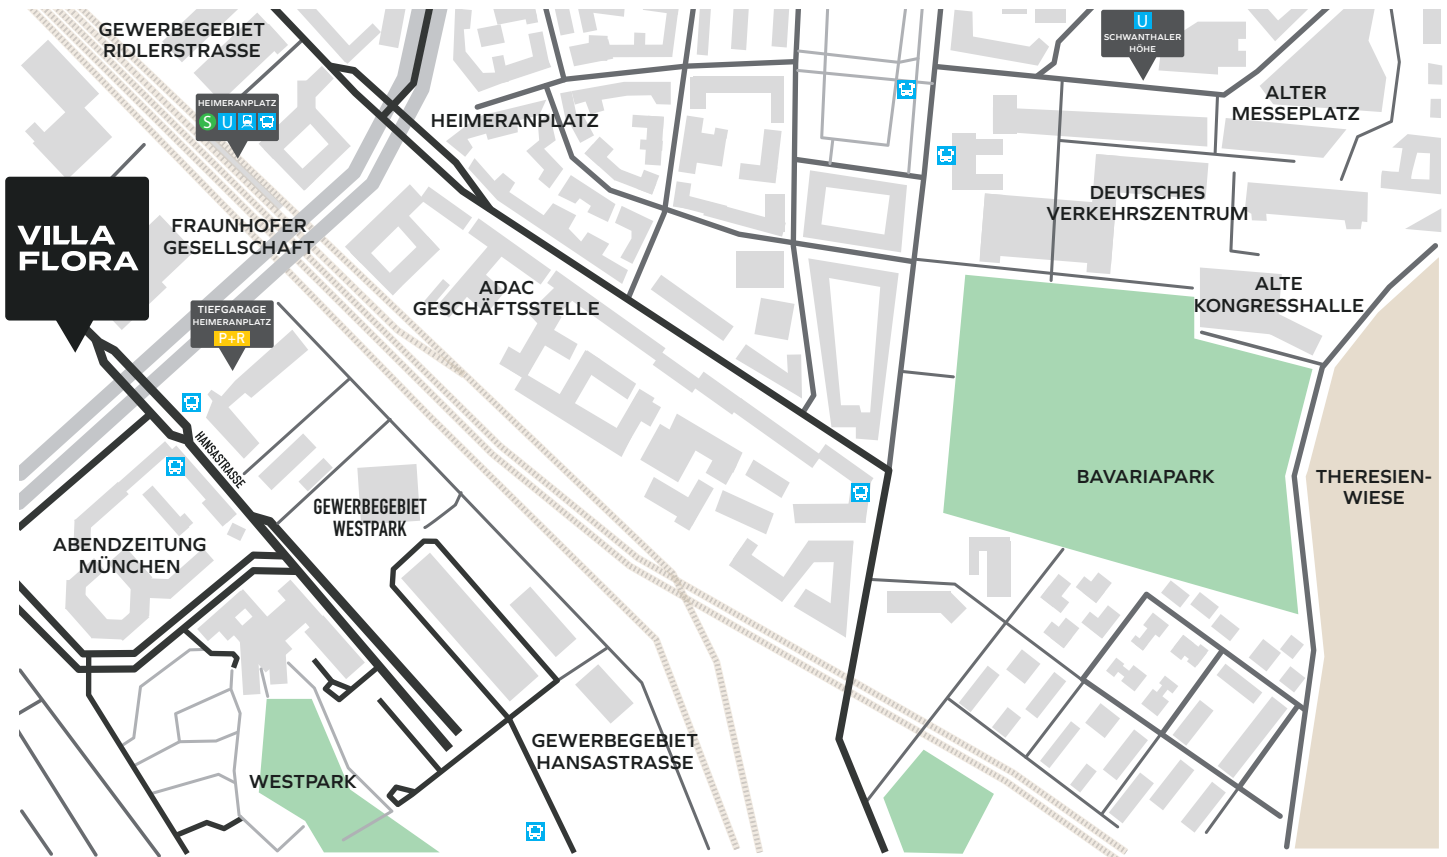 GEWERBEGEBIET
RIDLERSTRASSE
U
SCHWANTHALER
HÖHE
HEIMERANPLATZ
S U
HEIMERANPLATZ
ALTER
MESSEPLATZ
DEUTSCHES
VERKEHRSZENTRUM
VILLA
FLORA
FRAUNHOFER
GESELLSCHAFT
ADAC
GESCHÄFTSSTELLE
ALTE
KONGRESSHALLE
TIEFGARAGE
HEIMERANPLATZ
P+R
HANSASTRASSE
GEWERBEGEBIET
WESTPARK
BAVARIAPARK
THERESIEN-
WIESE
ABENDZEITUNG
MÜNCHEN
GEWERBEGEBIET
HANSASTRASSE
WESTPARK